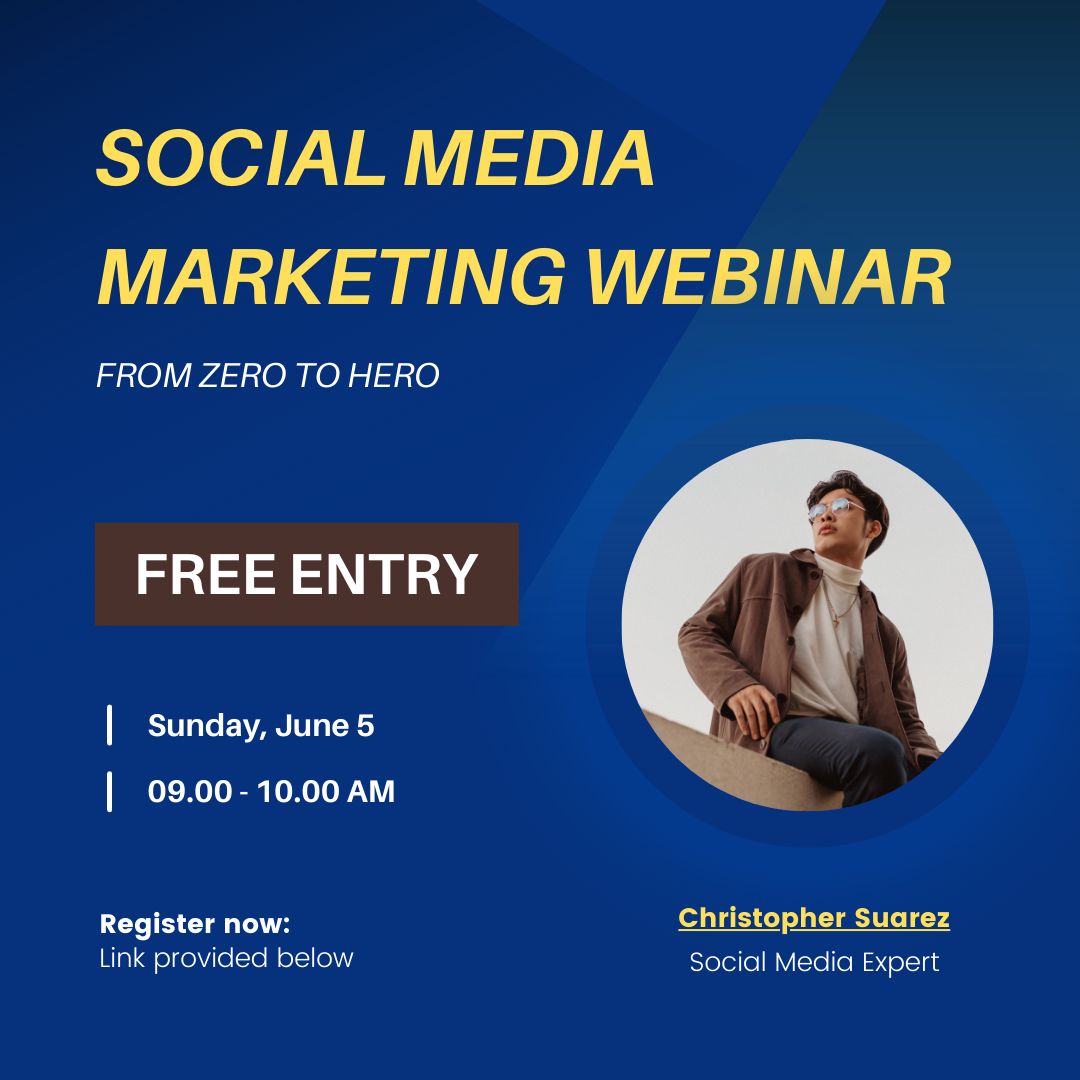 SOCIAL MEDIA
MARKETING WEBINAR
FROM ZERO TO HERO
FREE ENTRY
Sunday, June 5
09.00 - 10.00 AM
Register now:
Link provided below
Christopher Suarez
Social Media Expert